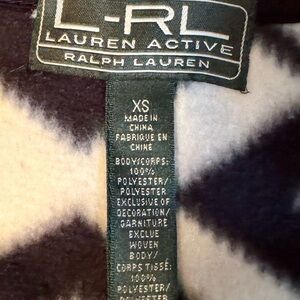 L-RL
LAUREN ACTIVE
RALPH LAUREN
XS
MADE IN
CHINA
FABRIQUE EN
CHINE
BODY/CORPS:
100%
POLYESTER/
POLYESTER
EXCLUSIVE OF
DECORATION/
GARNITURE
EXCLUE
WOVEN
BODY/
CORPS TISSÉ:
100%
POLYESTER/